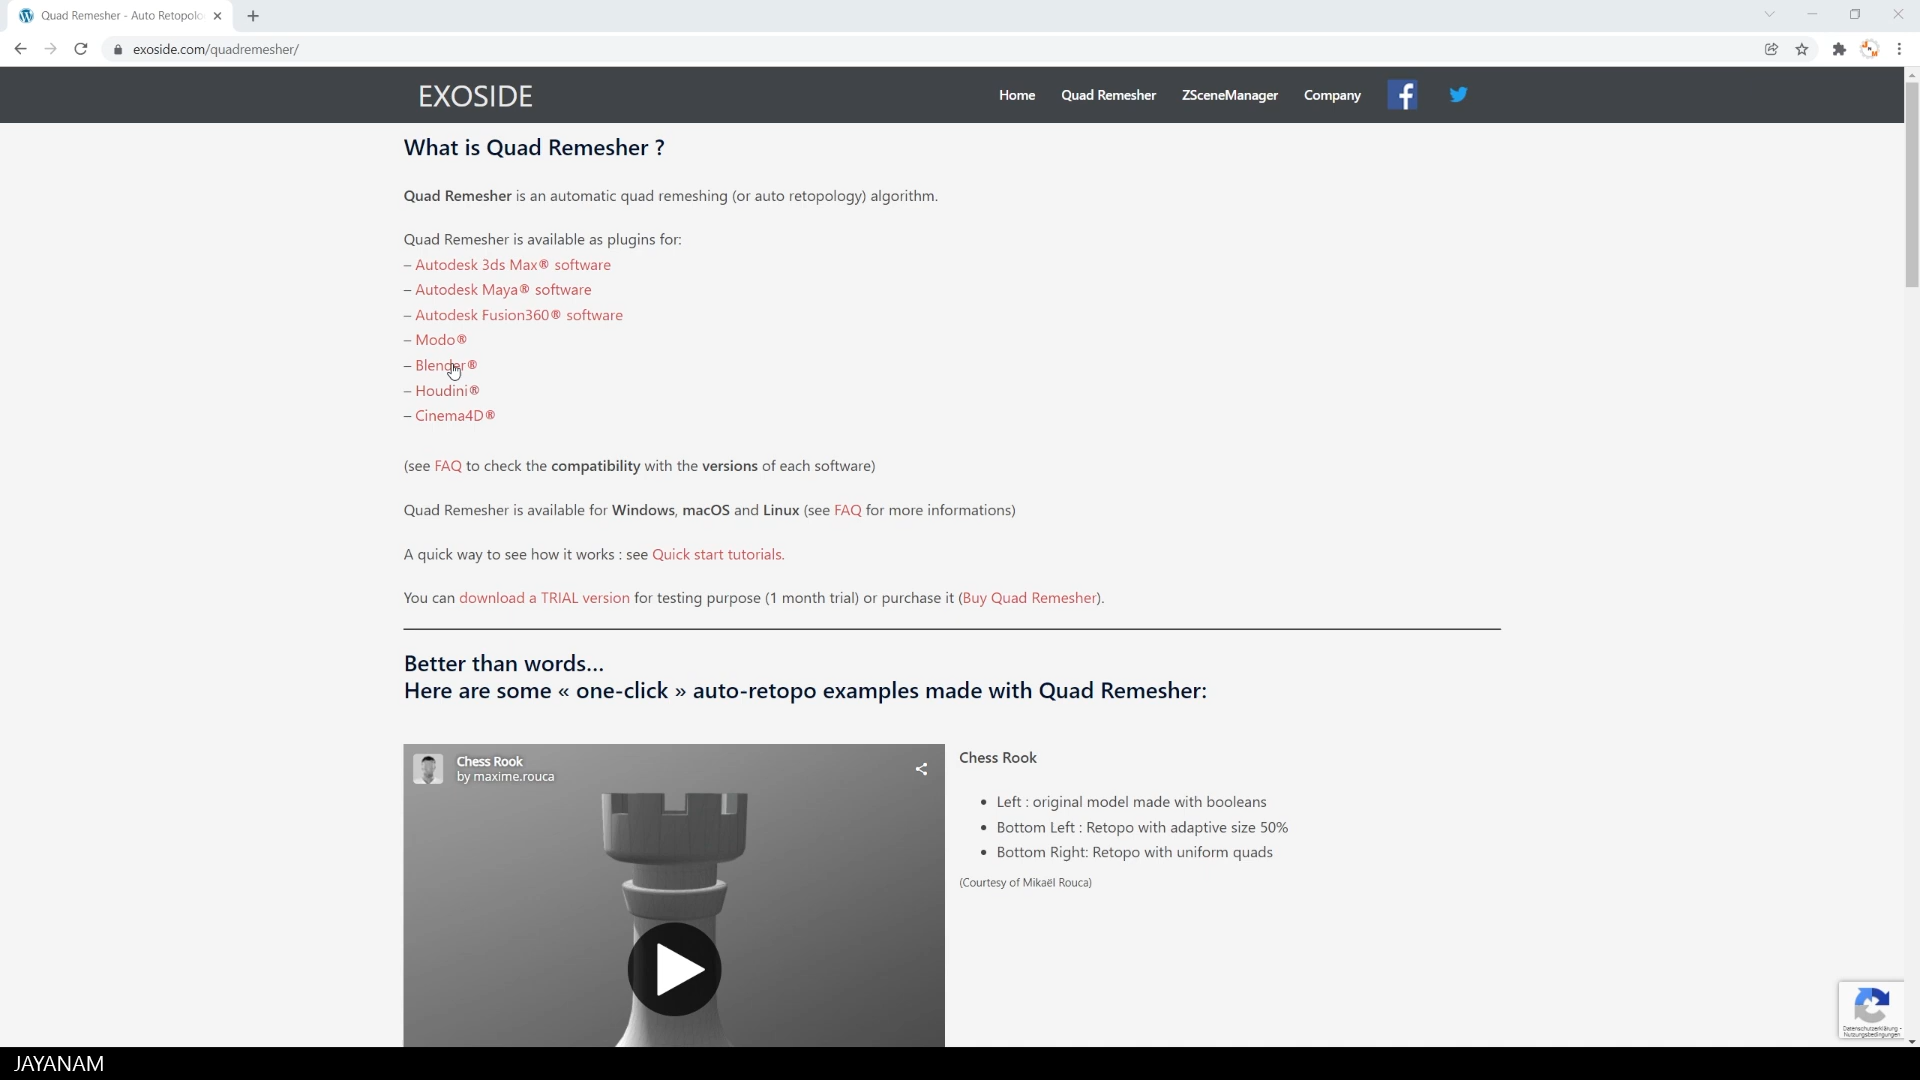 Quad Remesher - Auto Retopolo
exoside.com/quadremesher/
EXOSIDE
Home
Quad Remesher
ZSceneManager
Company
What is Quad Remesher ?
Quad Remesher is an automatic quad remeshing (or auto retopology) algorithm.
Quad Remesher is available as plugins for:
– Autodesk 3ds Max® software
– Autodesk Maya® software
– Autodesk Fusion360® software
– Modo®
– Blender®
– Houdini®
– Cinema4D®
(see FAQ to check the compatibility with the versions of each software)
Quad Remesher is available for Windows, macOS and Linux (see FAQ for more informations)
A quick way to see how it works : see Quick start tutorials.
You can download a TRIAL version for testing purpose (1 month trial) or purchase it (Buy Quad Remesher).
Better than words...
Here are some « one-click » auto-retopo examples made with Quad Remesher:
Chess Rook
by maxime.rouca
Chess Rook
• Left : original model made with booleans
• Bottom Left : Retopo with adaptive size 50%
• Bottom Right: Retopo with uniform quads
(Courtesy of Mikaël Rouca)
Datenschutzerklärung -
Nutzungsbedingungen
JAYANAM